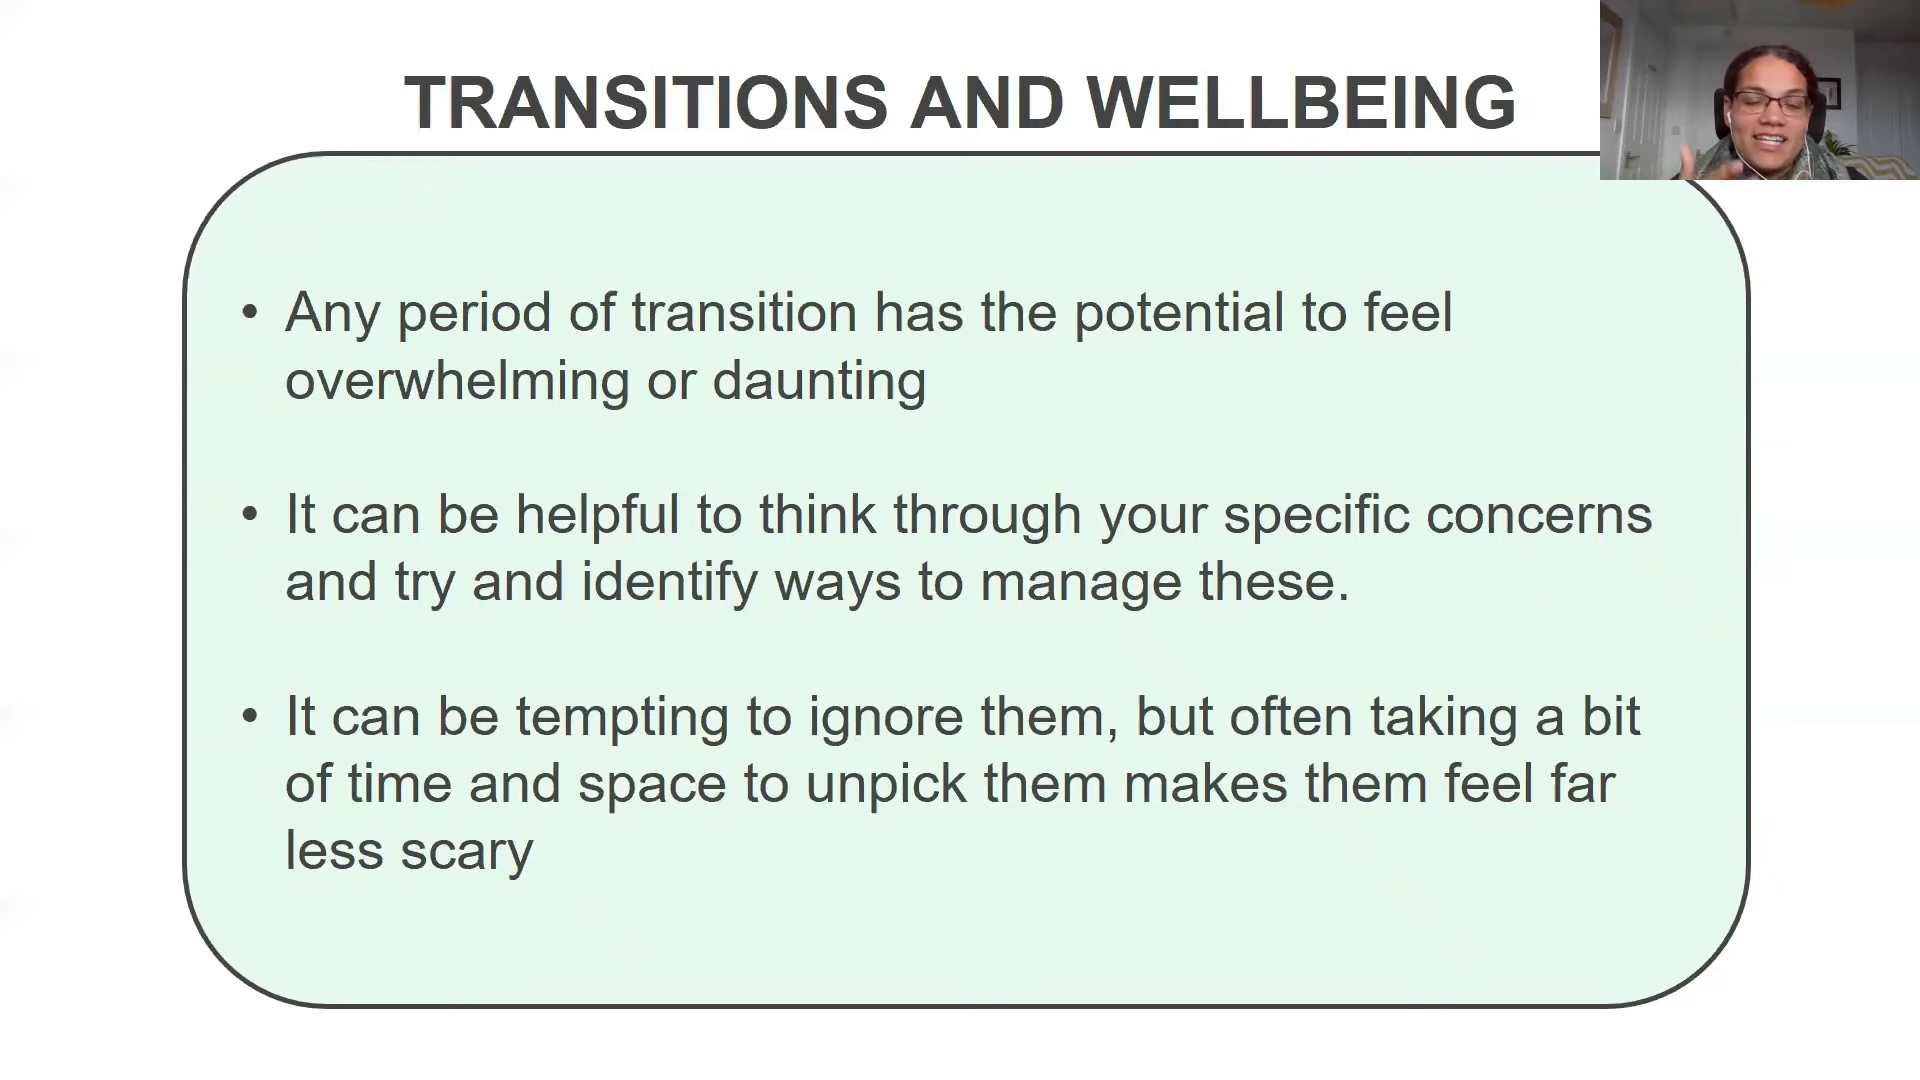 TRANSITIONS AND WELLBEING
• Any period of transition has the potential to feel
overwhelming or daunting
• It can be helpful to think through your specific concerns
and try and identify ways to manage these.
• It can be tempting to ignore them, but often taking a bit
of time and space to unpick them makes them feel far
less scary